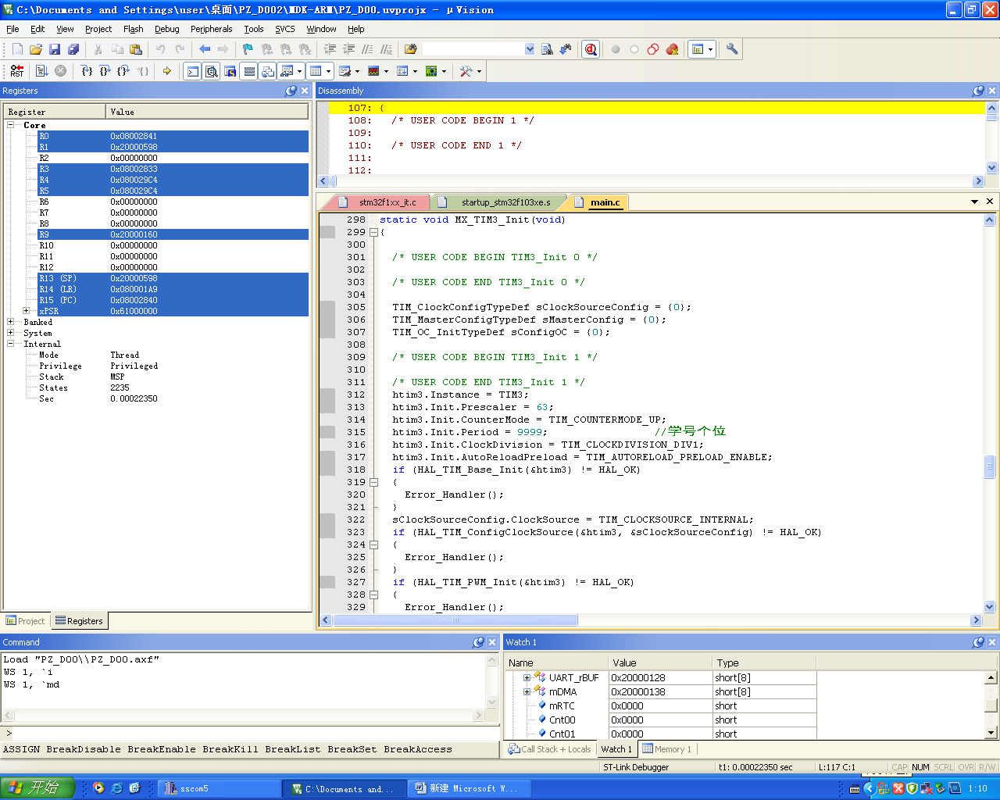 C:\Documents and Settings\user\桌面\PZ_D002\MDK-ARM\PZ_D00.uvprojx - µVision
File Edit View Project Flash Debug Peripherals Tools SVCS Window Help
RST
Registers
Register Value
Core
R0 0x08002841
R1 0x20000598
R2 0x00000000
R3 0x08002833
R4 0x080029C4
R5 0x080029C4
R6 0x00000000
R7 0x00000000
R8 0x00000000
R9 0x20000160
R10 0x00000000
R11 0x00000000
R12 0x00000000
R13 (SP) 0x20000598
R14 (LR) 0x080001A9
R15 (PC) 0x08002840
xPSR 0x61000000
Banked
System
Internal
Mode Thread
Privilege Privileged
Stack MSP
States 2235
Sec 0.00022350
Project Registers
Disassembly
107: {
108: /* USER CODE BEGIN 1 */
109:
110: /* USER CODE END 1 */
111:
112:
stm32f1xx_it.c startup_stm32f103xe.s main.c
298 static void MX_TIM3_Init(void)
299 {
300
301 /* USER CODE BEGIN TIM3_Init 0 */
302
303 /* USER CODE END TIM3_Init 0 */
304
305 TIM_ClockConfigTypeDef sClockSourceConfig = {0};
306 TIM_MasterConfigTypeDef sMasterConfig = {0};
307 TIM_OC_InitTypeDef sConfigOC = {0};
308
309 /* USER CODE BEGIN TIM3_Init 1 */
310
311 /* USER CODE END TIM3_Init 1 */
312 htim3.Instance = TIM3;
313 htim3.Init.Prescaler = 63;
314 htim3.Init.CounterMode = TIM_COUNTERMODE_UP;
315 htim3.Init.Period = 9999; //学号个位
316 htim3.Init.ClockDivision = TIM_CLOCKDIVISION_DIV1;
317 htim3.Init.AutoReloadPreload = TIM_AUTORELOAD_PRELOAD_ENABLE;
318 if (HAL_TIM_Base_Init(&htim3) != HAL_OK)
319 {
320 Error_Handler();
321 }
322 sClockSourceConfig.ClockSource = TIM_CLOCKSOURCE_INTERNAL;
323 if (HAL_TIM_ConfigClockSource(&htim3, &sClockSourceConfig) != HAL_OK)
324 {
325 Error_Handler();
326 }
327 if (HAL_TIM_PWM_Init(&htim3) != HAL_OK)
328 {
329 Error_Handler();
Command
Load "PZ_D00\\PZ_D00.axf"
WS 1, `i
WS 1, `md
>
ASSIGN BreakDisable BreakEnable BreakKill BreakList BreakSet BreakAccess
Watch 1
Name Value Type
UART_rBUF 0x20000128 short[8]
mDMA 0x20000138 short[8]
mRTC 0x0000 short
Cnt00 0x0000 short
Cnt01 0x0000 short
Call Stack + Locals Watch 1 Memory 1
ST-Link Debugger t1: 0.00022350 sec L:117 C:1 CAP NUM SCRL OVR R/W
开始 sscom5 C:\Documents and... 新建 Microsoft W... 1:10